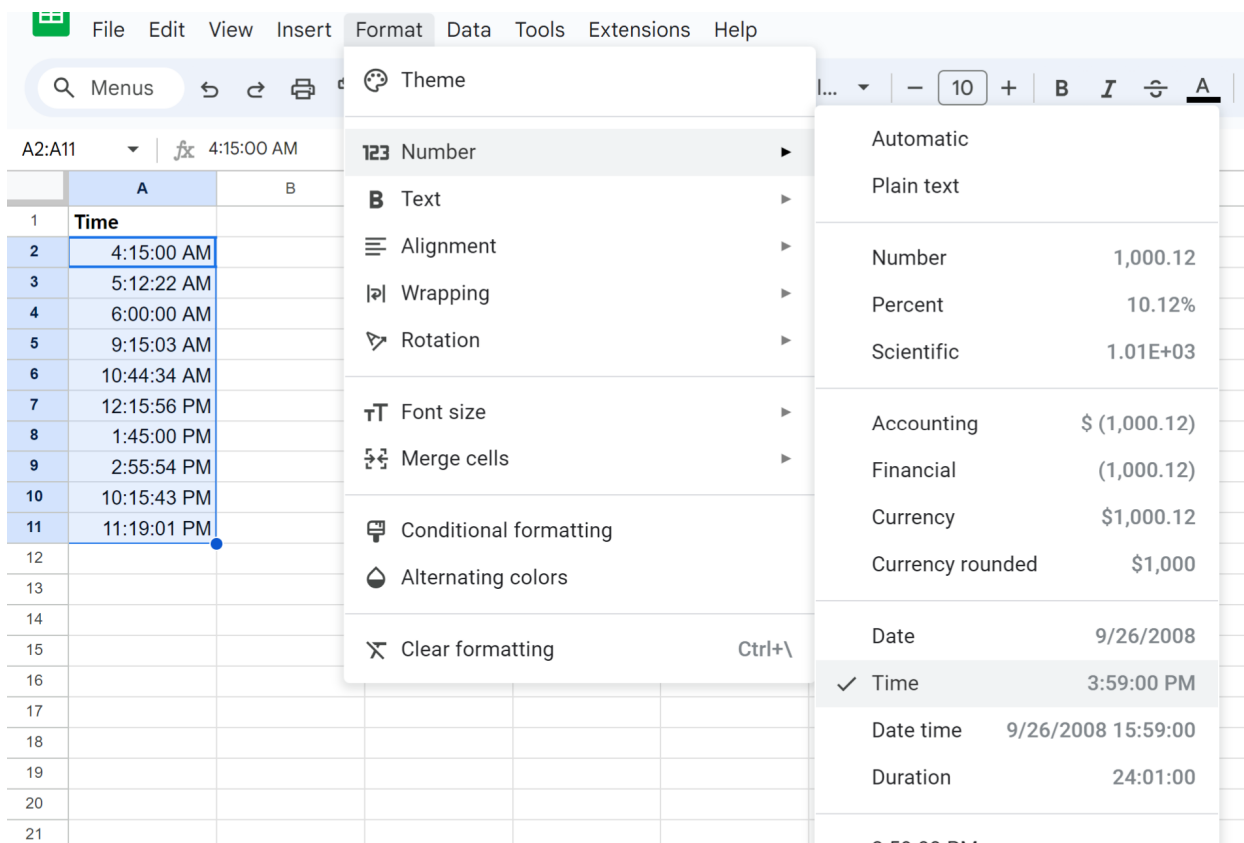 File Edit View Insert Format Data Tools Extensions Help
Menus
10 B I S A
A2:A11 fx 4:15:00 AM
A B
1 Time
2 4:15:00 AM
3 5:12:22 AM
4 6:00:00 AM
5 9:15:03 AM
6 10:44:34 AM
7 12:15:56 PM
8 1:45:00 PM
9 2:55:54 PM
10 10:15:43 PM
11 11:19:01 PM
12
13
14
15
16
17
18
19
20
21
Theme
123 Number
B Text
Alignment
Wrapping
Rotation
Font size
Merge cells
Conditional formatting
Alternating colors
Clear formatting Ctrl+\
Automatic
Plain text
Number 1,000.12
Percent 10.12%
Scientific 1.01E+03
Accounting $ (1,000.12)
Financial (1,000.12)
Currency $1,000.12
Currency rounded $1,000
Date 9/26/2008
Time 3:59:00 PM
Date time 9/26/2008 15:59:00
Duration 24:01:00